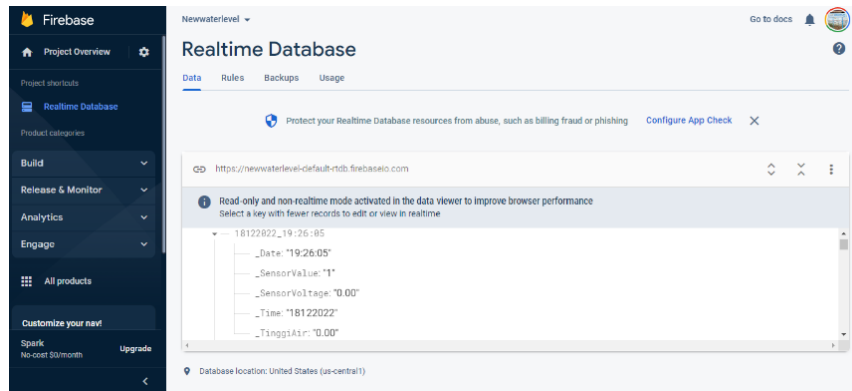 Firebase
Project Overview
Project shortcuts
Realtime Database
Product categories
Build
Release & Monitor
Analytics
Engage
All products
Customize your nav!
Spark
No-cost $0/month
Upgrade
Newwaterlevel
Go to docs
Realtime Database
Data Rules Backups Usage
Protect your Realtime Database resources from abuse, such as billing fraud or phishing Configure App Check
https://newwaterlevel-default-rtdb.firebaseio.com
Read-only and non-realtime mode activated in the data viewer to improve browser performance
Select a key with fewer records to edit or view in realtime
18122022_19:26:05
_Date: "19:26:05"
_SensorValue: "1"
_SensorVoltage: "0.00"
_Time: "18122022"
_TinggiAir: "0.00"
Database location: United States (us-central1)